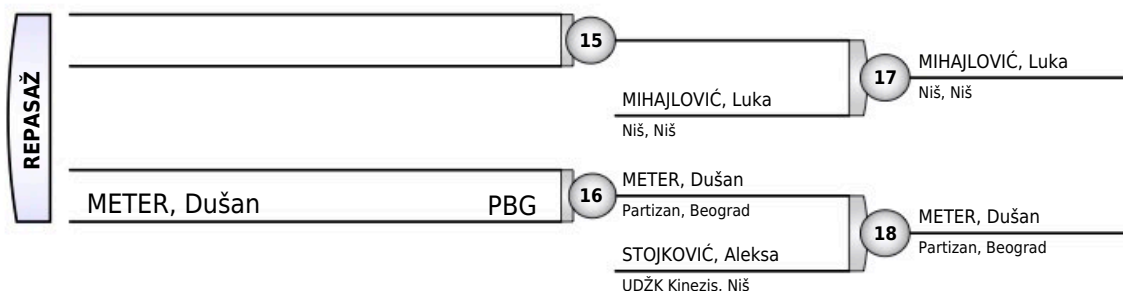 REPASAŽ
15
MIHAJLOVIĆ, Luka
Niš, Niš
17
MIHAJLOVIĆ, Luka
Niš, Niš
METER, Dušan PBG
16
METER, Dušan
Partizan, Beograd
STOJKOVIĆ, Aleksa
UDŽK Kinezis, Niš
18
METER, Dušan
Partizan, Beograd